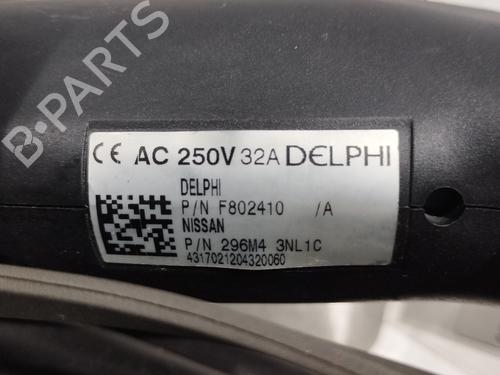 B-PARTS
CE AC 250V 32A DELPHI
DELPHI
P/N F802410 /A
NISSAN
P/N 296M4 3NL1C
4317021204320060